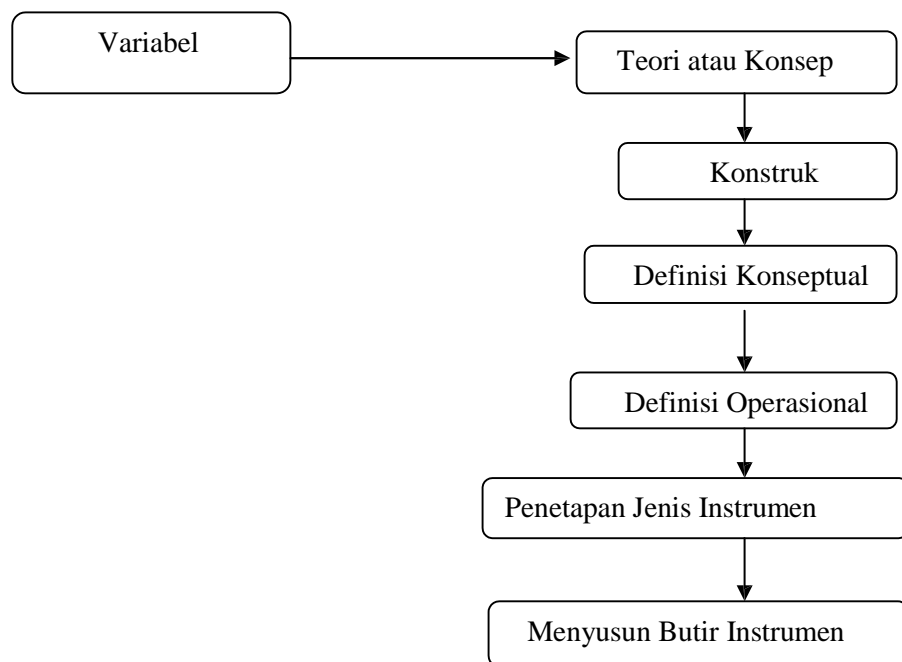 Variabel
Teori atau Konsep
Konstruk
Definisi Konseptual
Definisi Operasional
Penetapan Jenis Instrumen
Menyusun Butir Instrumen